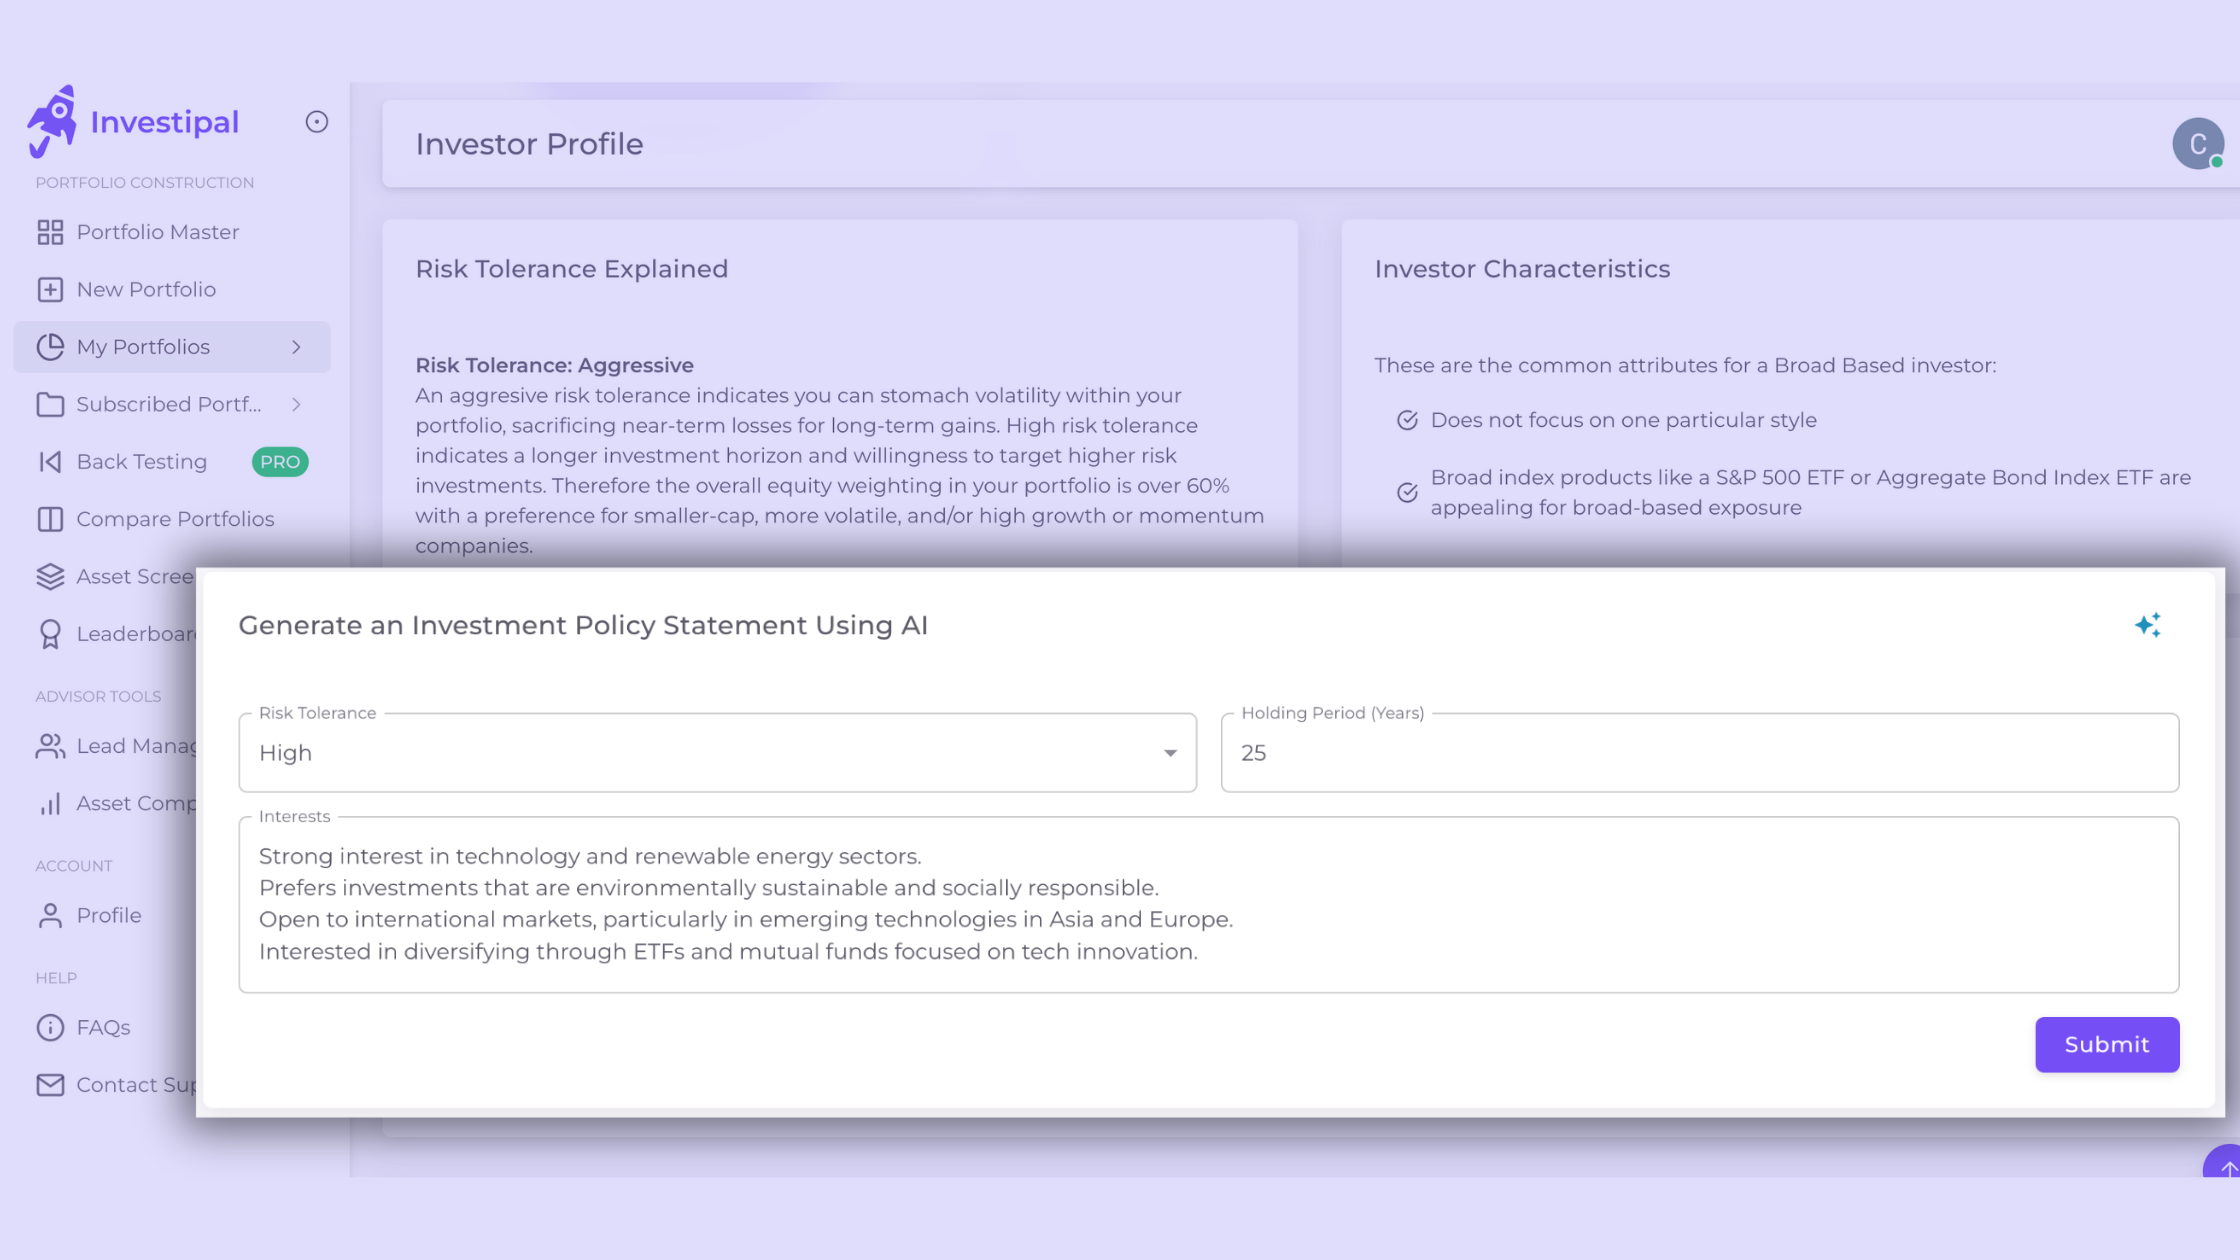 Investipal
PORTFOLIO CONSTRUCTION
Portfolio Master
New Portfolio
My Portfolios
Subscribed Portf...
Back Testing PRO
Compare Portfolios
Asset Scree
Leaderboar
ADVISOR TOOLS
Lead Manag
Asset Comp
ACCOUNT
Profile
HELP
FAQs
Contact Sup
Investor Profile
C
Risk Tolerance Explained
Risk Tolerance: Aggressive
An aggresive risk tolerance indicates you can stomach volatility within your
portfolio, sacrificing near-term losses for long-term gains. High risk tolerance
indicates a longer investment horizon and willingness to target higher risk
investments. Therefore the overall equity weighting in your portfolio is over 60%
with a preference for smaller-cap, more volatile, and/or high growth or momentum
companies.
Investor Characteristics
These are the common attributes for a Broad Based investor:
Does not focus on one particular style
Broad index products like a S&P 500 ETF or Aggregate Bond Index ETF are
appealing for broad-based exposure
Generate an Investment Policy Statement Using AI
Risk Tolerance
High
Holding Period (Years)
25
Interests
Strong interest in technology and renewable energy sectors.
Prefers investments that are environmentally sustainable and socially responsible.
Open to international markets, particularly in emerging technologies in Asia and Europe.
Interested in diversifying through ETFs and mutual funds focused on tech innovation.
Submit